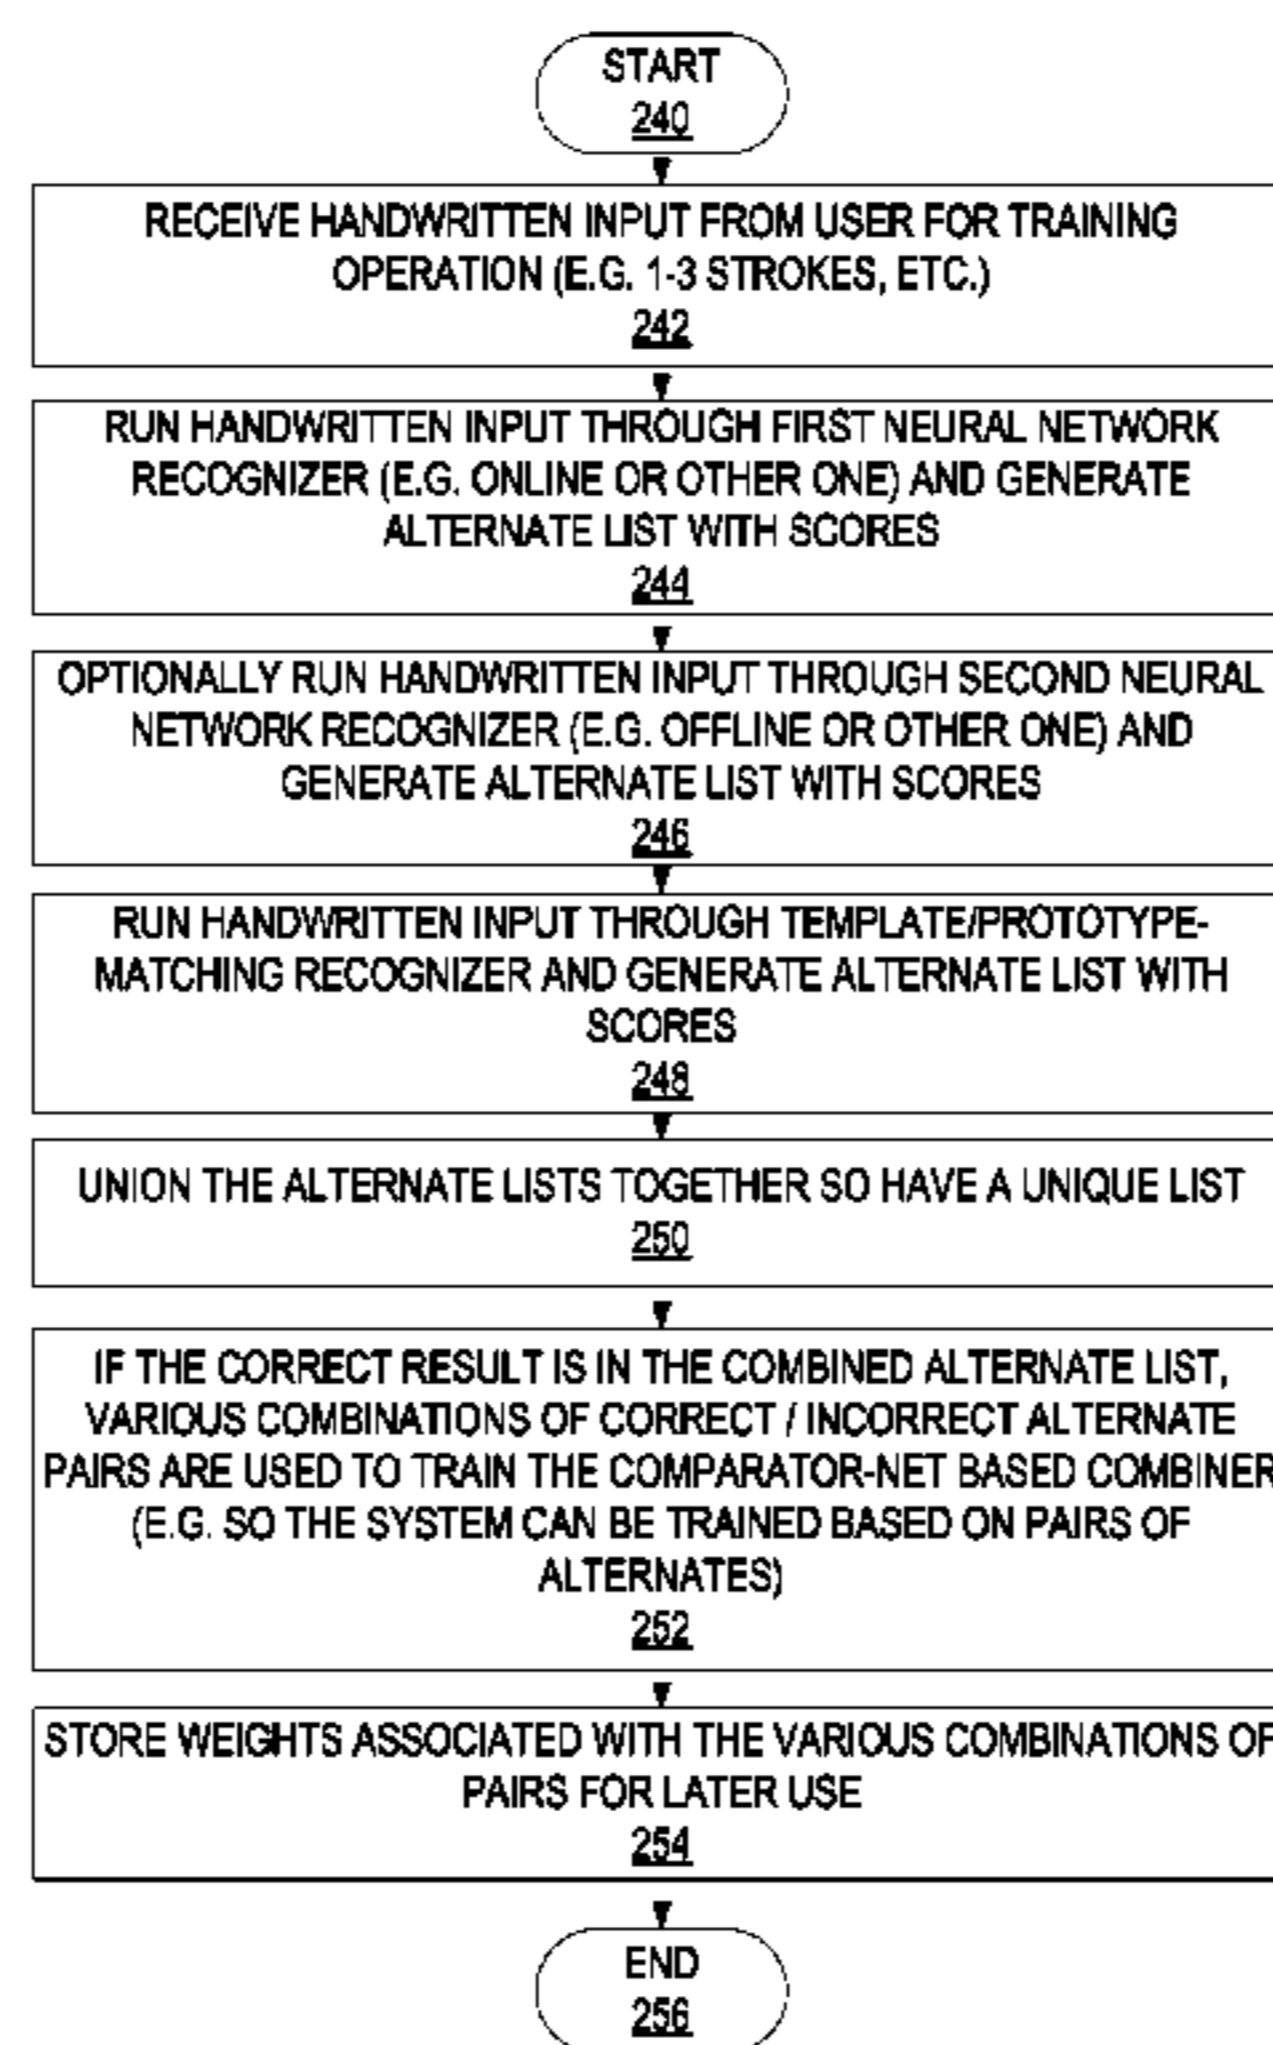 START
240
RECEIVE HANDWRITTEN INPUT FROM USER FOR TRAINING
OPERATION (E.G. 1-3 STROKES, ETC.)
242
RUN HANDWRITTEN INPUT THROUGH FIRST NEURAL NETWORK
RECOGNIZER (E.G. ONLINE OR OTHER ONE) AND GENERATE
ALTERNATE LIST WITH SCORES
244
OPTIONALLY RUN HANDWRITTEN INPUT THROUGH SECOND NEURAL
NETWORK RECOGNIZER (E.G. OFFLINE OR OTHER ONE) AND
GENERATE ALTERNATE LIST WITH SCORES
246
RUN HANDWRITTEN INPUT THROUGH TEMPLATE/PROTOTYPE-
MATCHING RECOGNIZER AND GENERATE ALTERNATE LIST WITH
SCORES
248
UNION THE ALTERNATE LISTS TOGETHER SO HAVE A UNIQUE LIST
250
IF THE CORRECT RESULT IS IN THE COMBINED ALTERNATE LIST,
VARIOUS COMBINATIONS OF CORRECT / INCORRECT ALTERNATE
PAIRS ARE USED TO TRAIN THE COMPARATOR-NET BASED COMBINER
(E.G. SO THE SYSTEM CAN BE TRAINED BASED ON PAIRS OF
ALTERNATES)
252
STORE WEIGHTS ASSOCIATED WITH THE VARIOUS COMBINATIONS OF
PAIRS FOR LATER USE
254
END
256